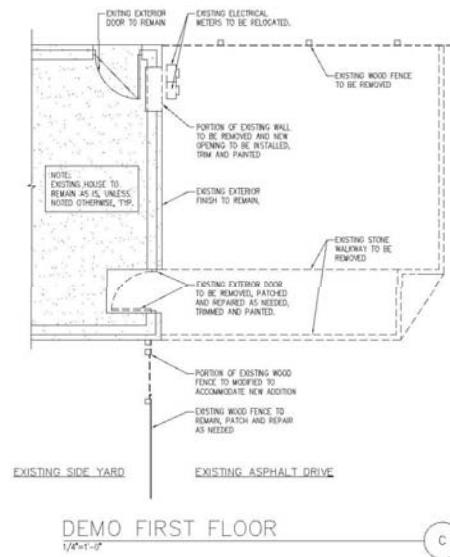 EXITING EXTERIOR
DOOR TO REMAIN
EXISTING ELECTRICAL
METERS TO BE RELOCATED.
EXISTING WOOD FENCE
TO BE REMOVED
PORTION OF EXISTING WALL
TO BE REMOVED AND NEW
OPENING TO BE INSTALLED,
TRIM AND PAINTED
NOTE:
EXISTING HOUSE TO
REMAIN AS IS, UNLESS
NOTED OTHERWISE, TYP.
EXISTING EXTERIOR
FINISH TO REMAIN,
EXISTING STONE
WALKWAY TO BE
REMOVED
EXISTING EXTERIOR DOOR
TO BE REMOVED, PATCHED
AND REPAIRED AS NEEDED,
TRIMMED AND PAINTED.
PORTION OF EXISTING WOOD
FENCE TO MODIFIED TO
ACCOMMODATE NEW ADDITION
EXISTING WOOD FENCE TO
REMAIN, PATCH AND REPAIR
AS NEEDED
EXISTING SIDE YARD
EXISTING ASPHALT DRIVE
DEMO FIRST FLOOR
1/4"=1'-0"
C